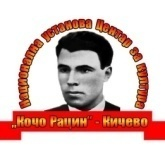 Национална установа Центар за култура
„Кочо Рацин“ - Кичево